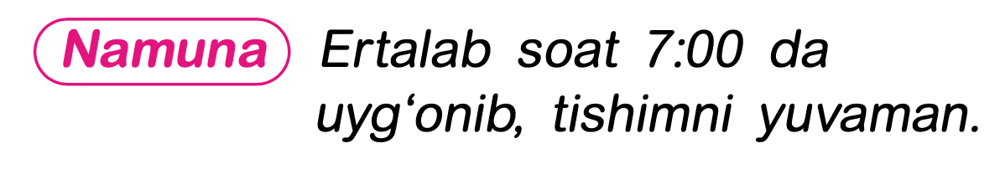 Namuna Ertalab soat 7:00 da
uyg‘onib, tishimni yuvaman.